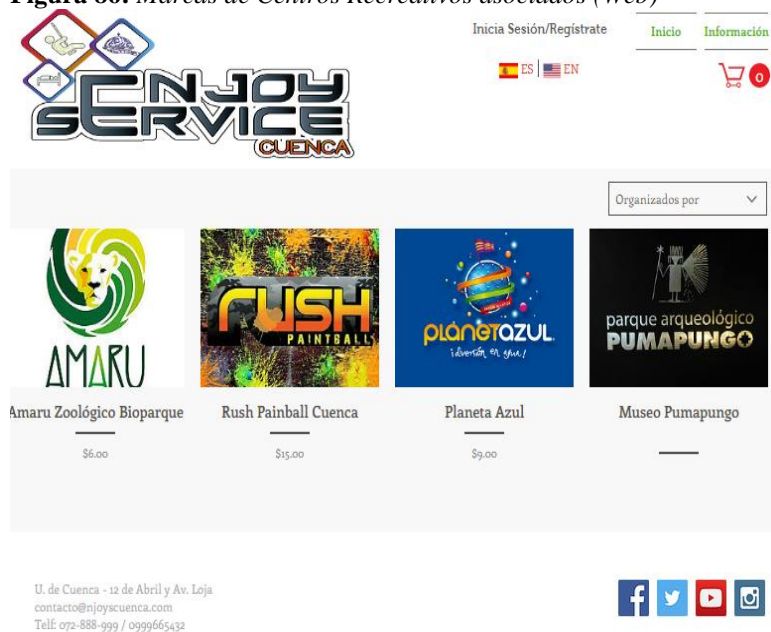 Figura 60. Marcas de Centros Recreativos asociados (Web)
Inicia Sesión/Regístrate
Inicio
Información
ES | EN
0
ENJOY
SERVICE
CUENCA
Organizados por
AMARU
RUSH
PAINTBALL
PLANETAZUL
¡diversión en grande!
parque arqueológico
PUMAPUNGO
Amaru Zoológico Bioparque
Rush Painball Cuenca
Planeta Azul
Museo Pumapungo
$6.00
$15.00
$9.00
U. de Cuenca - 12 de Abril y Av. Loja
contacto@njoyscuenca.com
Telf: 072-888-999 / 0999665432